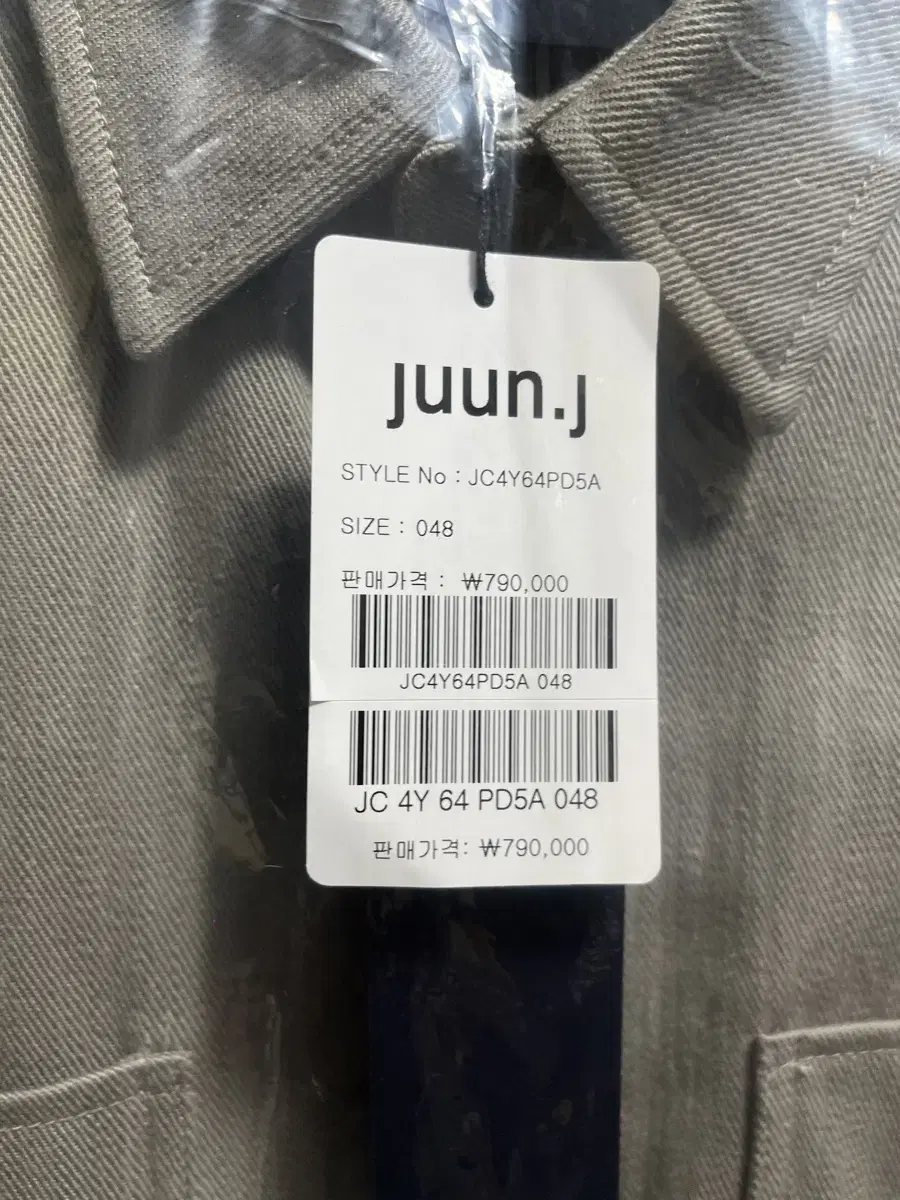 juun.j
STYLE No : JC4Y64PD5A
SIZE : 048
판매가격 : ₩790,000
JC4Y64PD5A 048
JC 4Y 64 PD5A 048
판매가격: ₩790,000